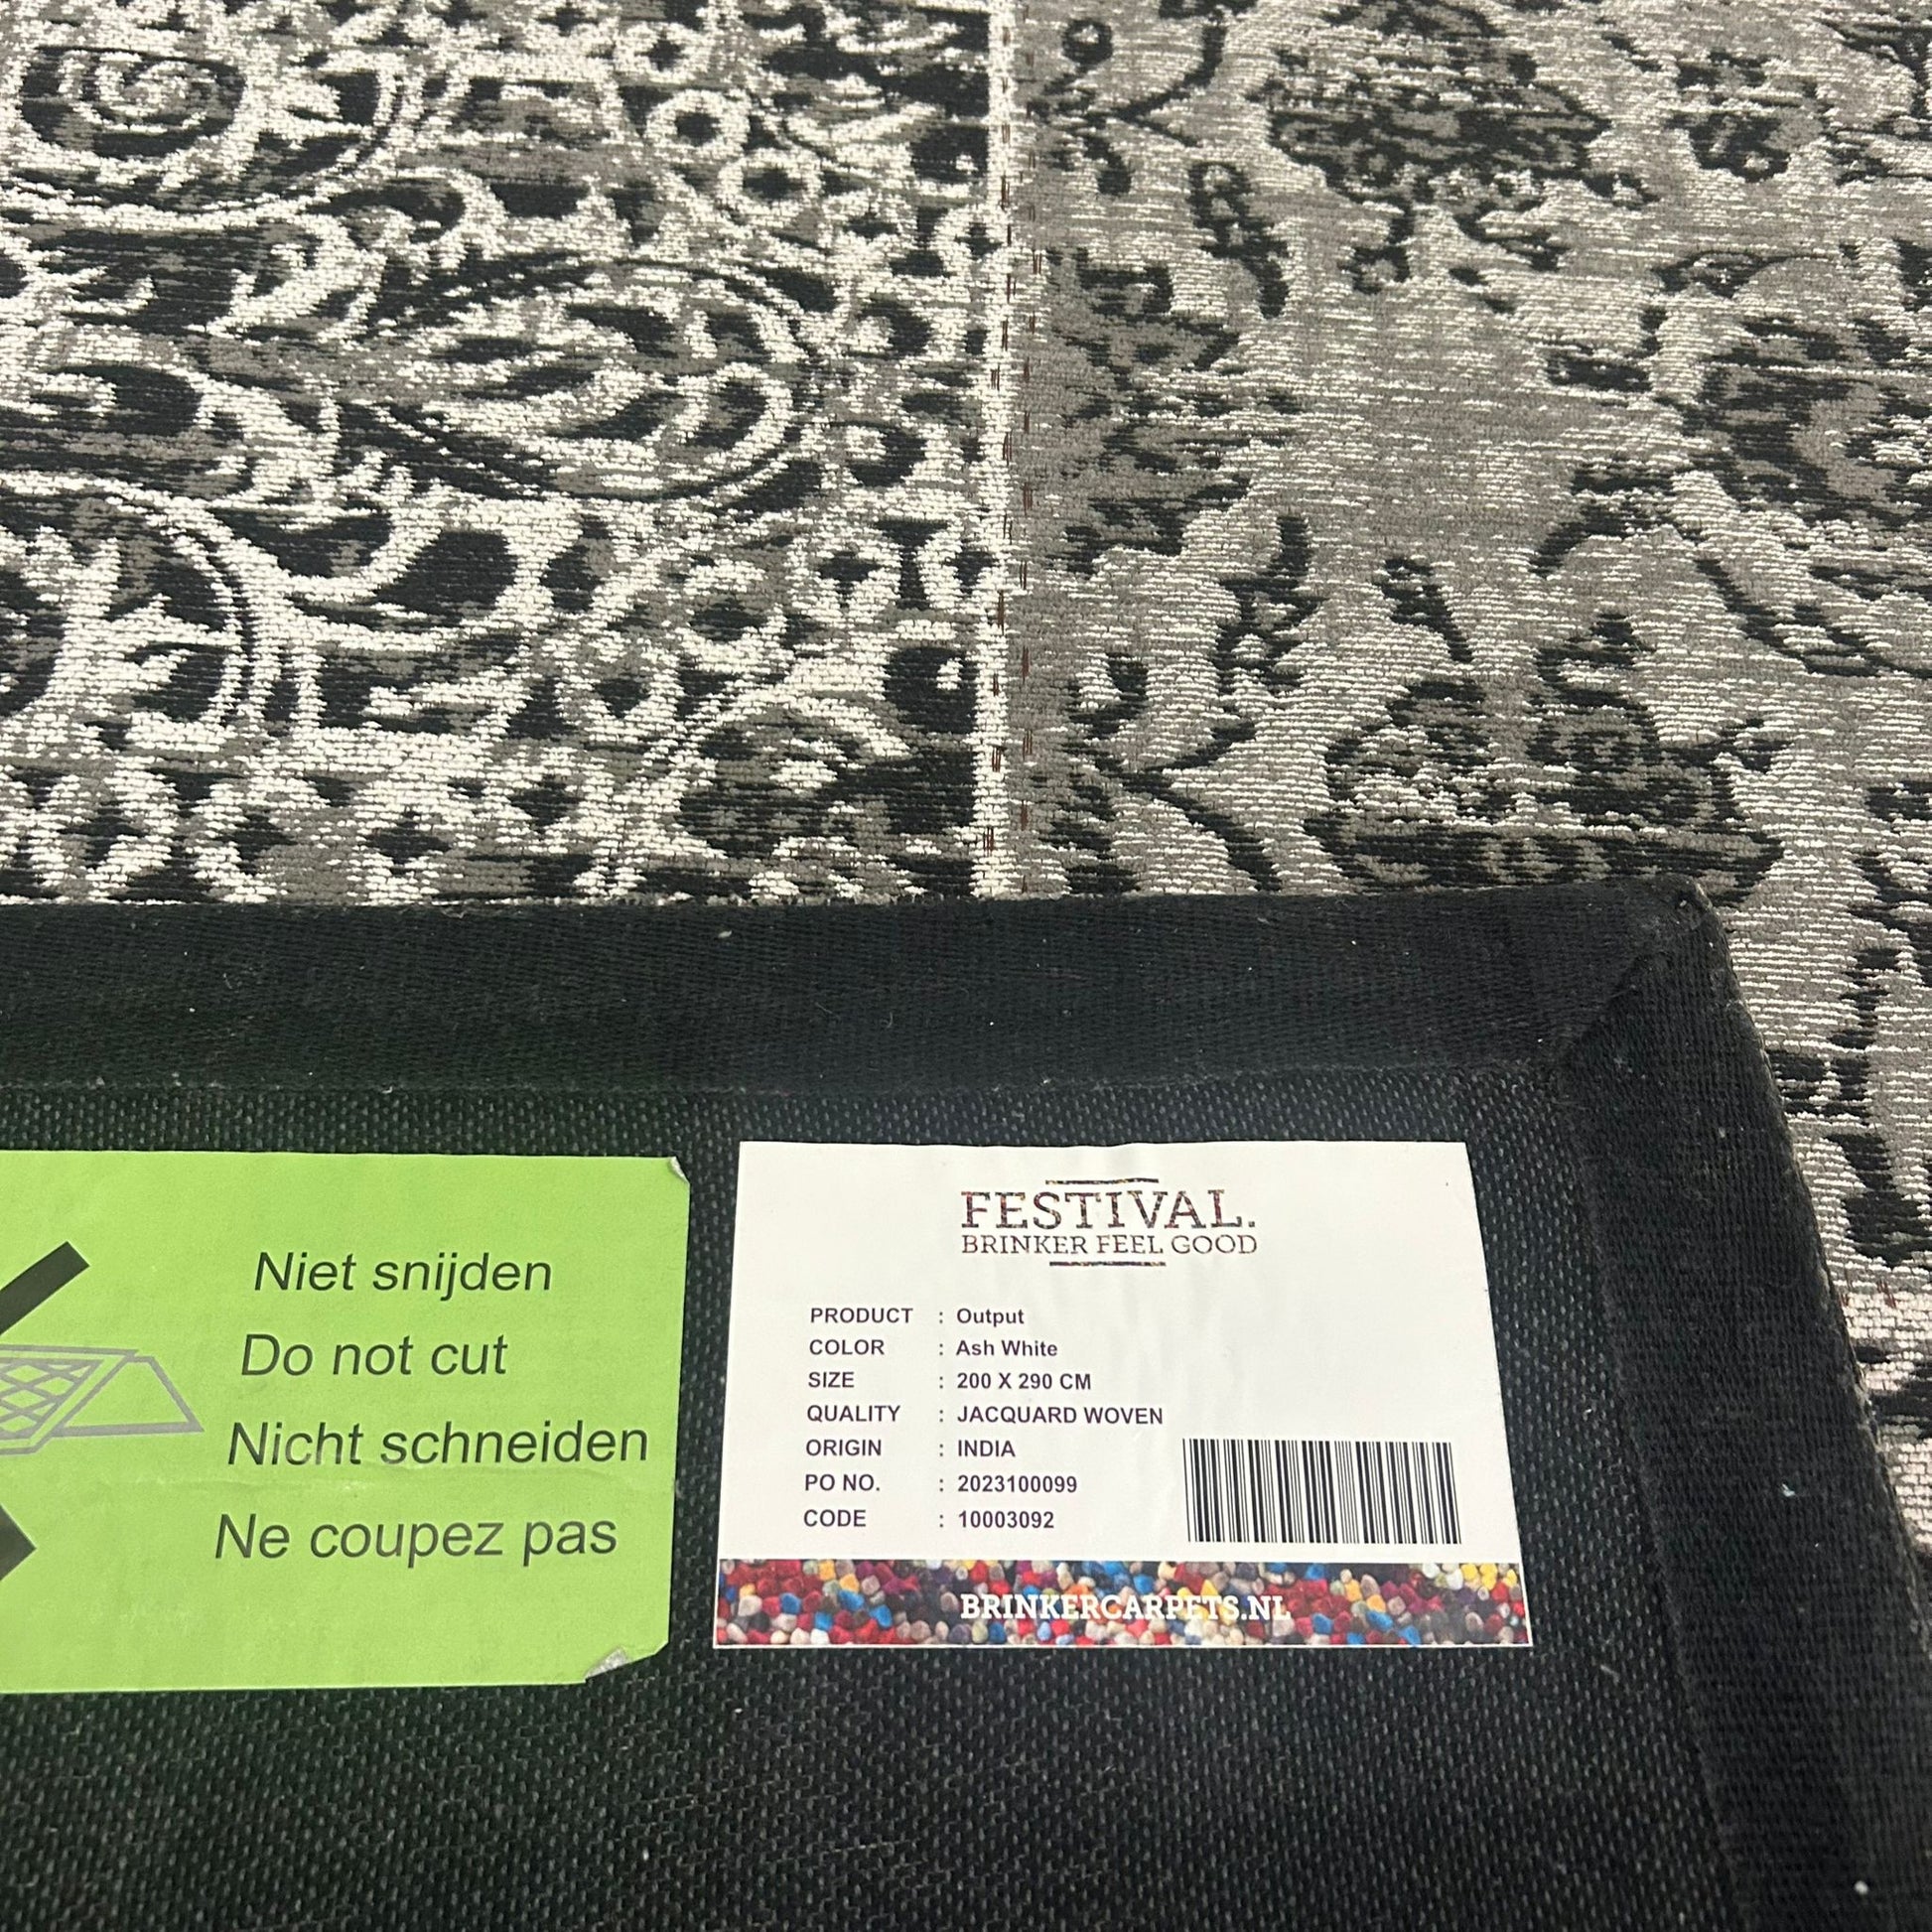 Niet snijden
Do not cut
Nicht schneiden
Ne coupez pas
FESTIVAL.
BRINKER FEEL GOOD
PRODUCT : Output
COLOR : Ash White
SIZE : 200 X 290 CM
QUALITY : JACQUARD WOVEN
ORIGIN : INDIA
PO NO. : 2023100099
CODE : 10003092
BRINKERCARPETS.NL